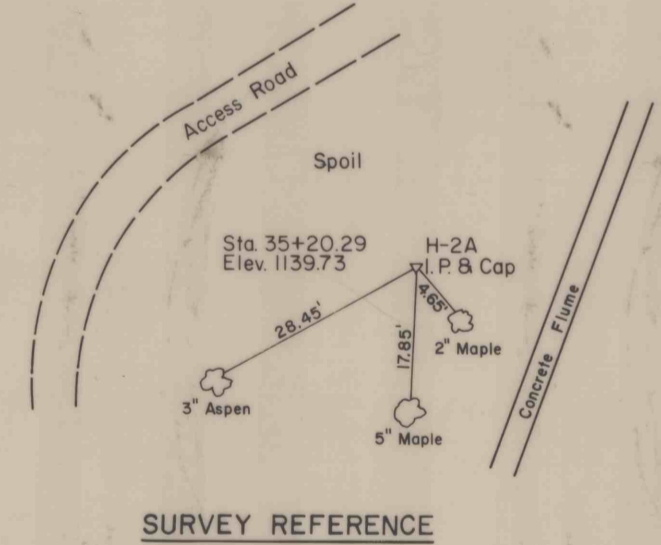 Access Road
Spoil
Sta. 35+20.29
Elev. 1139.73
H-2A
I. P. & Cap
28.45'
4.65'
17.85'
2" Maple
3" Aspen
5" Maple
Concrete Flume
SURVEY REFERENCE